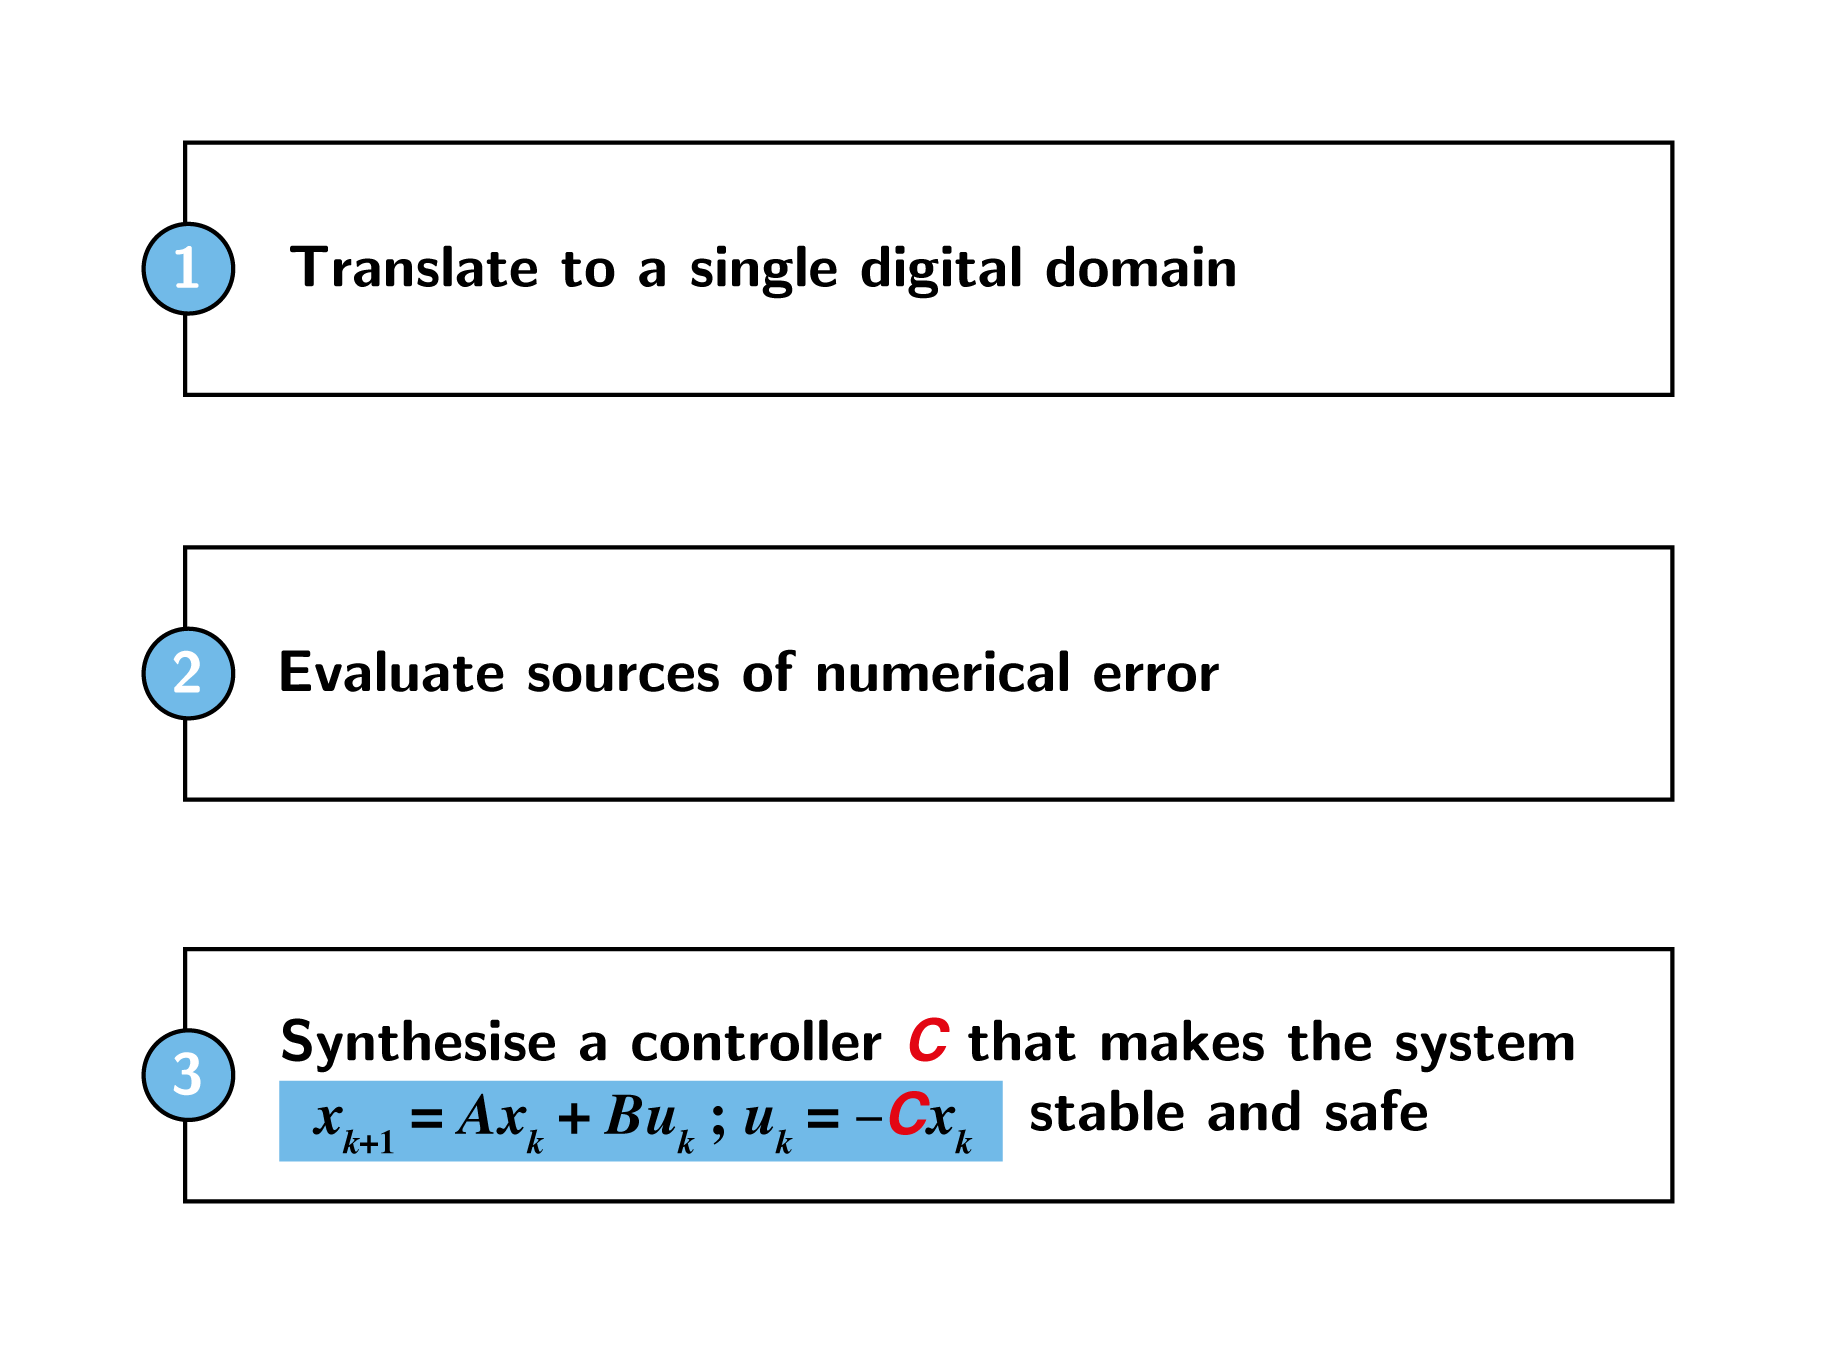 1 Translate to a single digital domain
2 Evaluate sources of numerical error
3 Synthesise a controller C that makes the system
x_{k+1} = Ax_k + Bu_k ; u_k = −Cx_k stable and safe